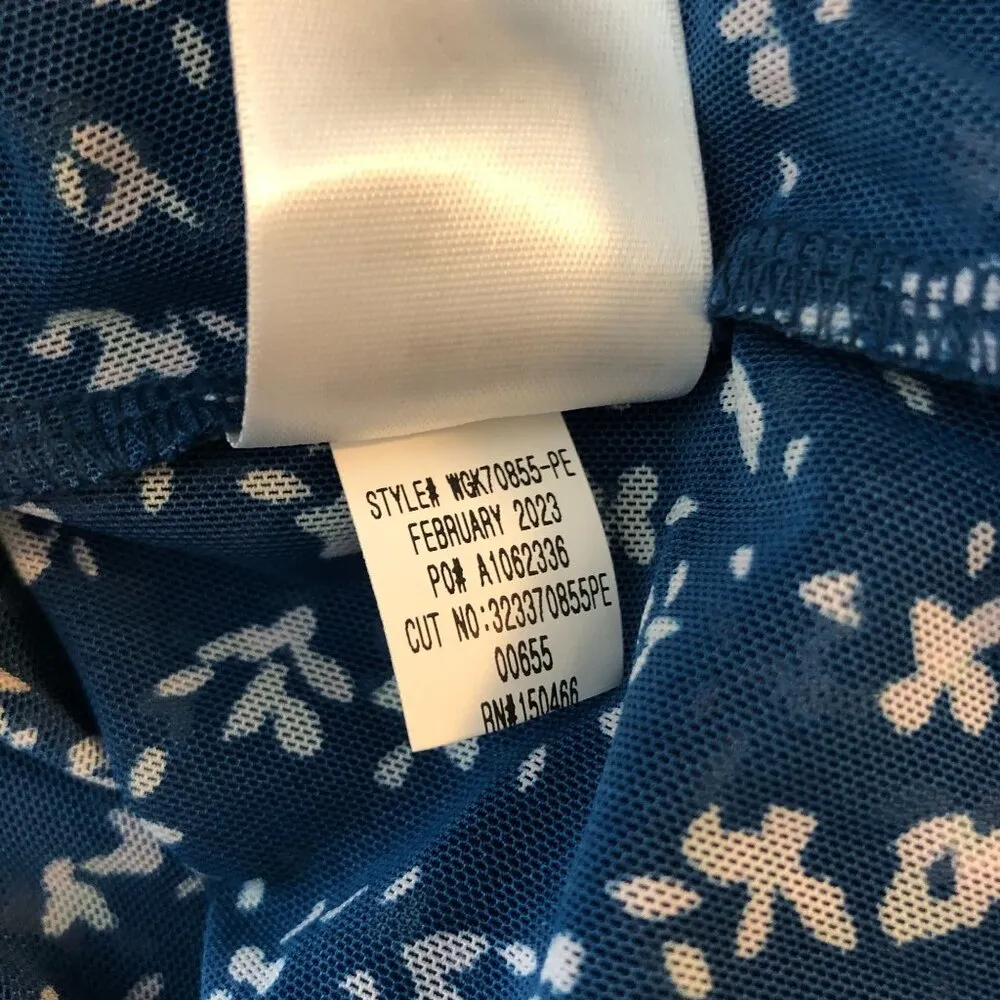 STYLE# WGK70855-PE
FEBRUARY 2023
PO# A1062336
CUT NO:323370855PE
00655
RN#150466